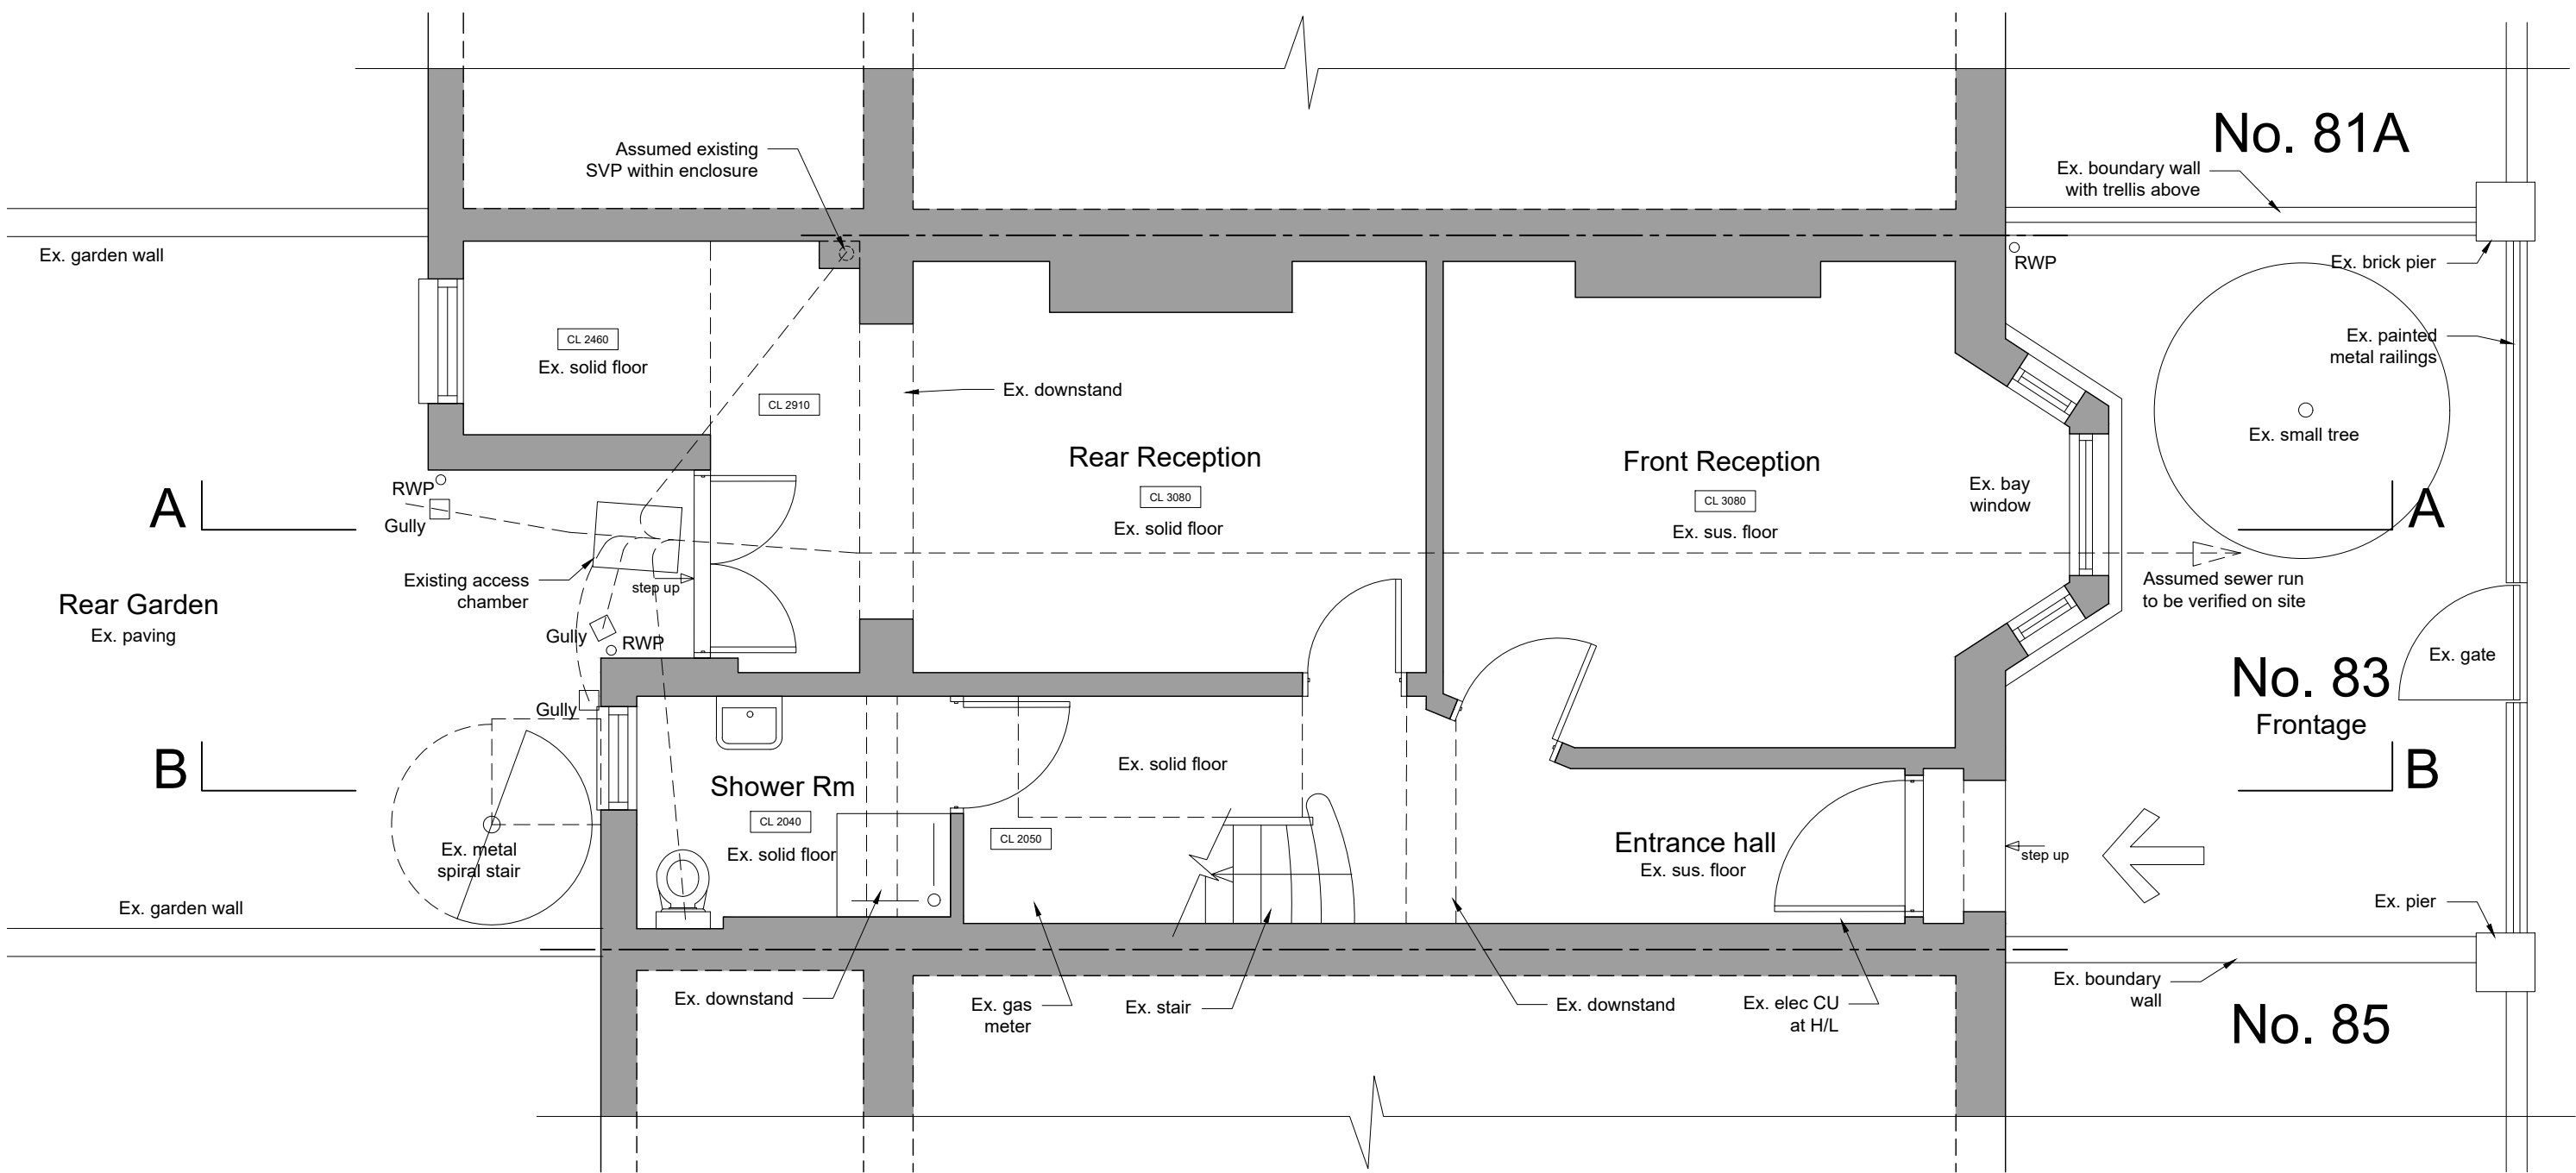 No. 81A
Assumed existing
SVP within enclosure
Ex. boundary wall
with trellis above
Ex. garden wall
RWP
Ex. brick pier
CL 2460
Ex. solid floor
Ex. painted
metal railings
CL 2910
Ex. downstand
Ex. small tree
Rear Reception
CL 3080
Ex. solid floor
Front Reception
CL 3080
Ex. sus. floor
Ex. bay
window
A
RWP
Gully
A
Existing access
chamber
step up
Assumed sewer run
to be verified on site
Rear Garden
Ex. paving
Gully
RWP
Ex. gate
No. 83
Frontage
Gully
B
B
Shower Rm
CL 2040
Ex. solid floor
Ex. solid floor
CL 2050
Entrance hall
Ex. sus. floor
step up
Ex. metal
spiral stair
Ex. garden wall
Ex. pier
Ex. downstand
Ex. gas
meter
Ex. stair
Ex. downstand
Ex. elec CU
at H/L
Ex. boundary
wall
No. 85